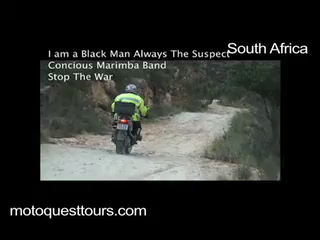 I am a Black Man Always The Suspect
South Africa
Concious Marimba Band
Stop The War
motoquesttours.com